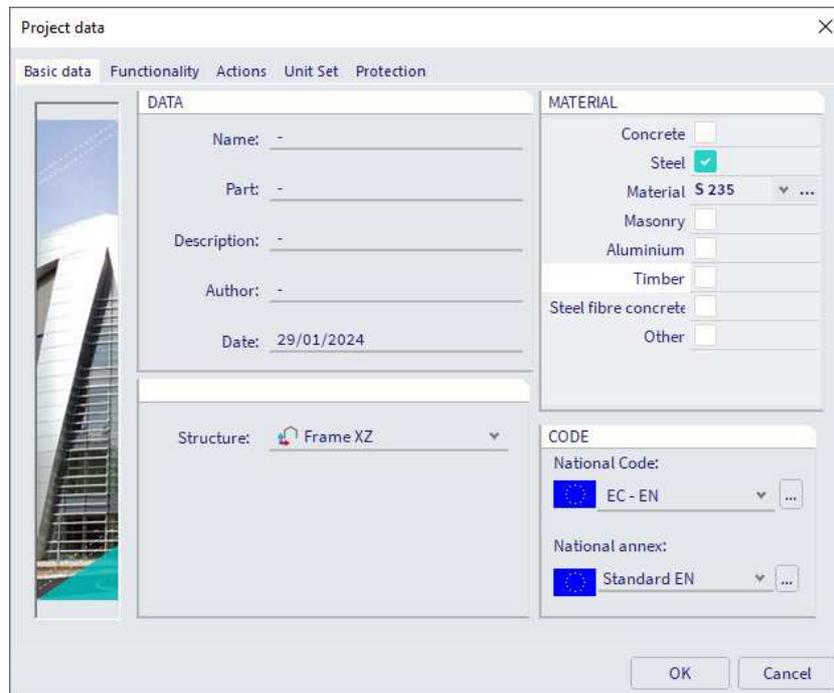 Project data
Basic data Functionality Actions Unit Set Protection
DATA
Name: -
Part: -
Description: -
Author: -
Date: 29/01/2024
Structure: Frame XZ
MATERIAL
Concrete
Steel
Material S 235 ...
Masonry
Aluminium
Timber
Steel fibre concrete
Other
CODE
National Code:
EC - EN ...
National annex:
Standard EN ...
OK Cancel